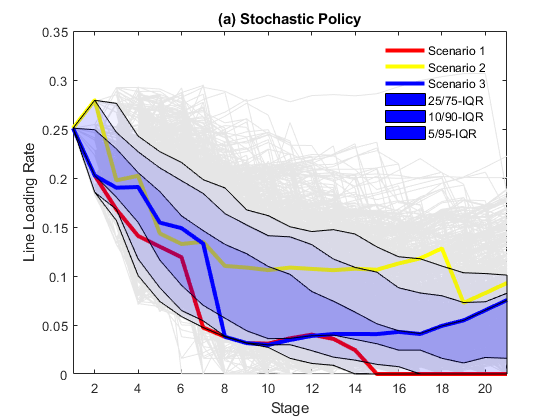 (a) Stochastic Policy
0.35
0.3
0.25
0.2
0.15
0.1
0.05
0
Line Loading Rate
Scenario 1
Scenario 2
Scenario 3
25/75-IQR
10/90-IQR
5/95-IQR
2 4 6 8 10 12 14 16 18 20
Stage